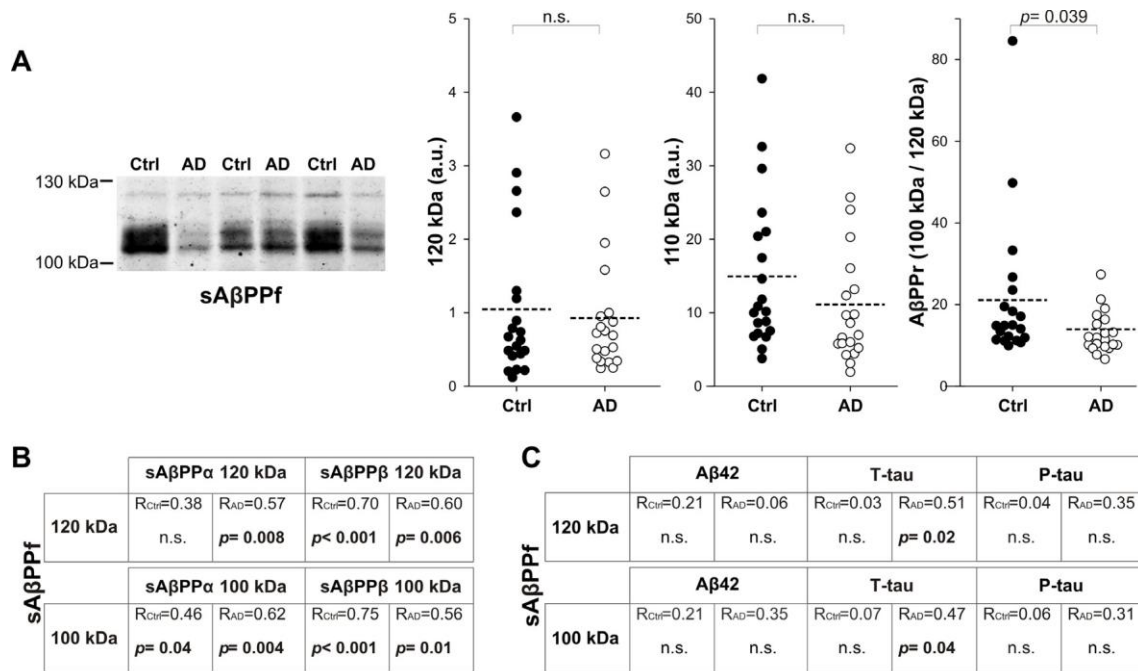 A
Ctrl AD Ctrl AD Ctrl AD
130 kDa
100 kDa
sAβPPf
n.s.
120 kDa (a.u.)
5
4
3
2
1
0
Ctrl AD
n.s.
110 kDa (a.u.)
50
40
30
20
10
0
Ctrl AD
p= 0.039
AβPPr (100 kDa / 120 kDa)
80
60
40
20
0
Ctrl AD
B
sAβPPf
sAβPPα 120 kDa sAβPPβ 120 kDa
120 kDa
RCtrl=0.38 RAD=0.57 RCtrl=0.70 RAD=0.60
n.s. p= 0.008 p< 0.001 p= 0.006
sAβPPα 100 kDa sAβPPβ 100 kDa
100 kDa
RCtrl=0.46 RAD=0.62 RCtrl=0.75 RAD=0.56
p= 0.04 p= 0.004 p< 0.001 p= 0.01
C
sAβPPf
Aβ42 T-tau P-tau
120 kDa
RCtrl=0.21 RAD=0.06 RCtrl=0.03 RAD=0.51 RCtrl=0.04 RAD=0.35
n.s. n.s. n.s. p= 0.02 n.s. n.s.
Aβ42 T-tau P-tau
100 kDa
RCtrl=0.21 RAD=0.35 RCtrl=0.07 RAD=0.47 RCtrl=0.06 RAD=0.31
n.s. n.s. n.s. p= 0.04 n.s. n.s.